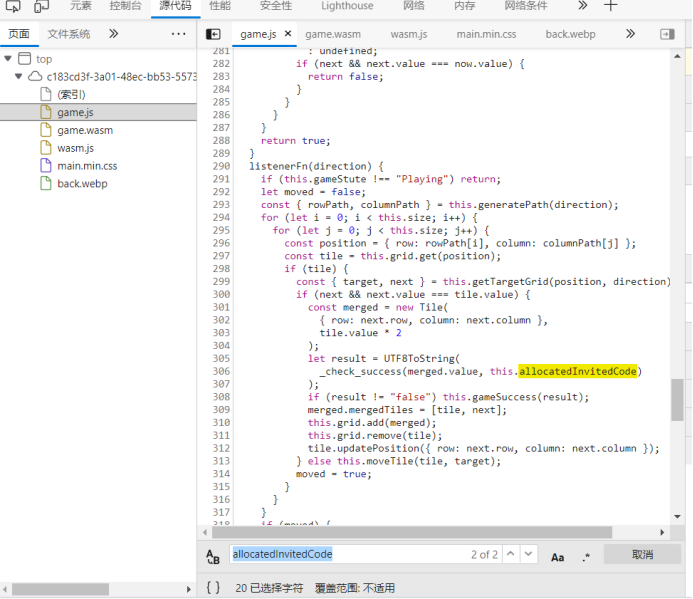 元素 控制台 源代码 性能 安全性 Lighthouse 网络 内存 网络条件
页面 文件系统
top
c183cd3f-3a01-48ec-bb53-5573
(索引)
game.js
game.wasm
wasm.js
main.min.css
back.webp
game.js game.wasm wasm.js main.min.css back.webp
281 : undefined;
282 if (next && next.value === now.value) {
283 return false;
284 }
285 }
286 }
287 }
288 return true;
289 }
290 listenerFn(direction) {
291 if (this.gameStute !== "Playing") return;
292 let moved = false;
293 const { rowPath, columnPath } = this.generatePath(direction);
294 for (let i = 0; i < this.size; i++) {
295 for (let j = 0; j < this.size; j++) {
296 const position = { row: rowPath[i], column: columnPath[j] };
297 const tile = this.grid.get(position);
298 if (tile) {
299 const { target, next } = this.getTargetGrid(position, direction)
300 if (next && next.value === tile.value) {
301 const merged = new Tile(
302 { row: next.row, column: next.column },
303 tile.value * 2
304 );
305 let result = UTF8ToString(
306 _check_success(merged.value, this.allocatedInvitedCode)
307 );
308 if (result != "false") this.gameSuccess(result);
309 merged.mergedTiles = [tile, next];
310 this.grid.add(merged);
311 this.grid.remove(tile);
312 tile.updatePosition({ row: next.row, column: next.column });
313 } else this.moveTile(tile, target);
314 moved = true;
315 }
316 }
317 }
318 if (moved) {
allocatedInvitedCode 2 of 2 Aa .* 取消
{ } 20 已选择字符 覆盖范围: 不适用